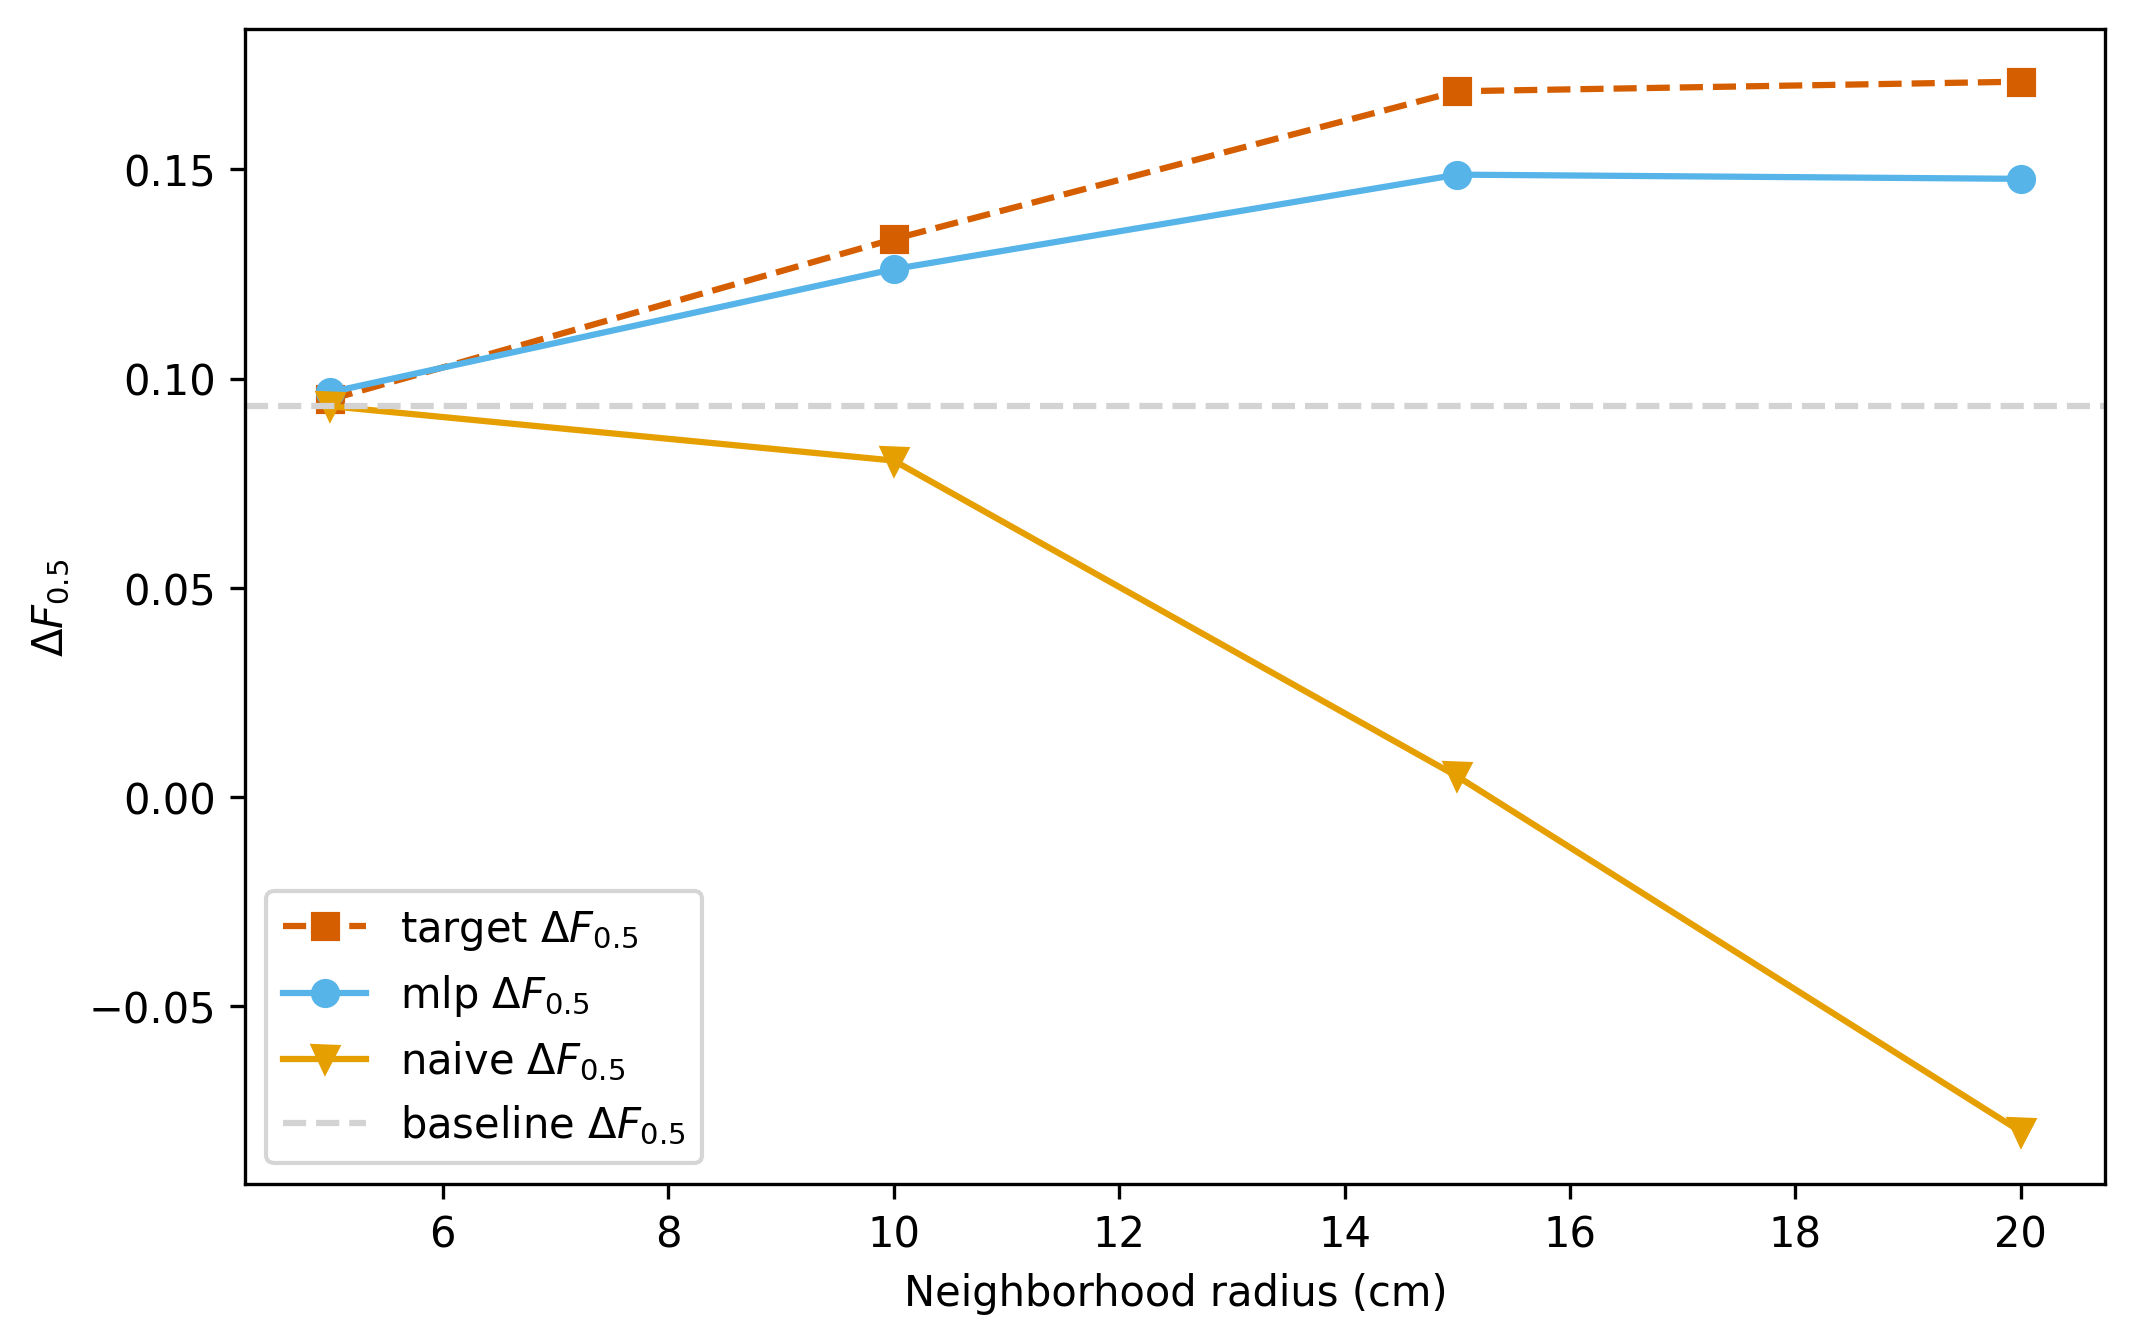 0.15
0.10
0.05
0.00
−0.05
ΔF0.5
target ΔF0.5
mlp ΔF0.5
naive ΔF0.5
baseline ΔF0.5
6 8 10 12 14 16 18 20
Neighborhood radius (cm)